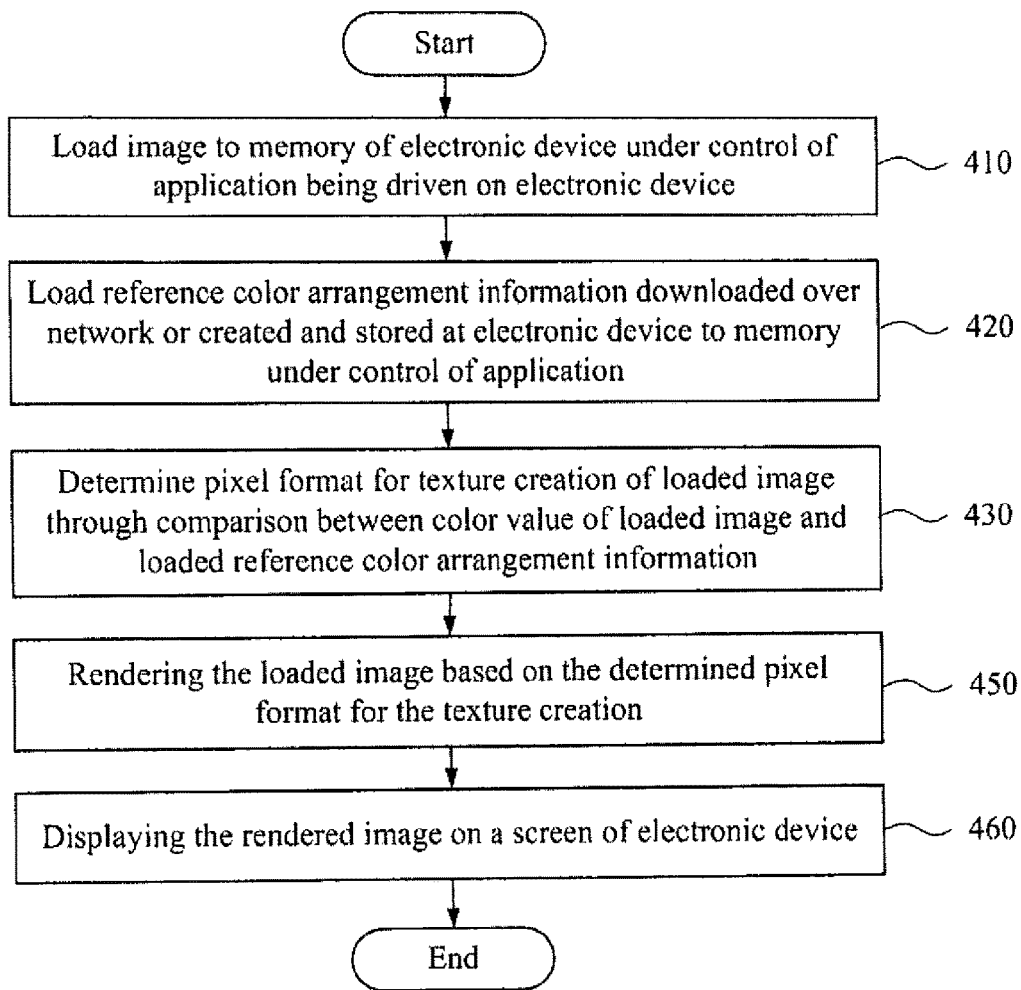 Start
Load image to memory of electronic device under control of
application being driven on electronic device
410
Load reference color arrangement information downloaded over
network or created and stored at electronic device to memory
under control of application
420
Determine pixel format for texture creation of loaded image
through comparison between color value of loaded image and
loaded reference color arrangement information
430
Rendering the loaded image based on the determined pixel
format for the texture creation
450
Displaying the rendered image on a screen of electronic device
460
End